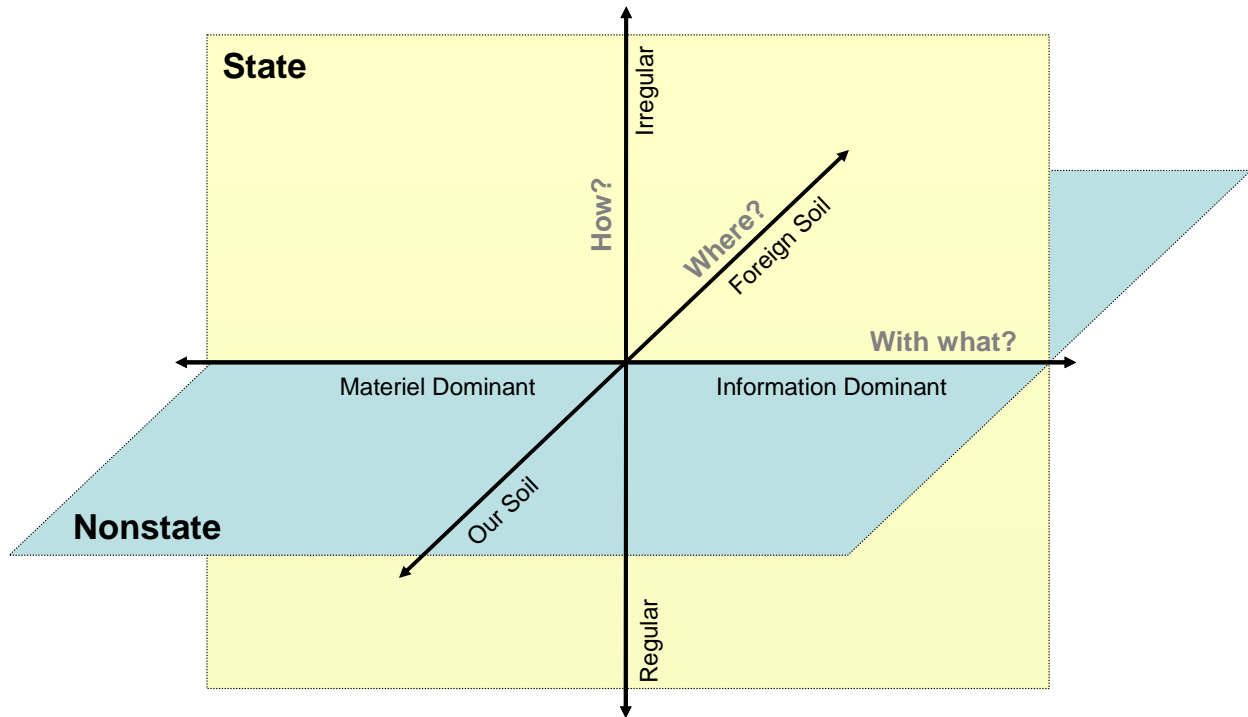 State
Irregular
How?
Where?
Foreign Soil
With what?
Materiel Dominant
Information Dominant
Our Soil
Nonstate
Regular